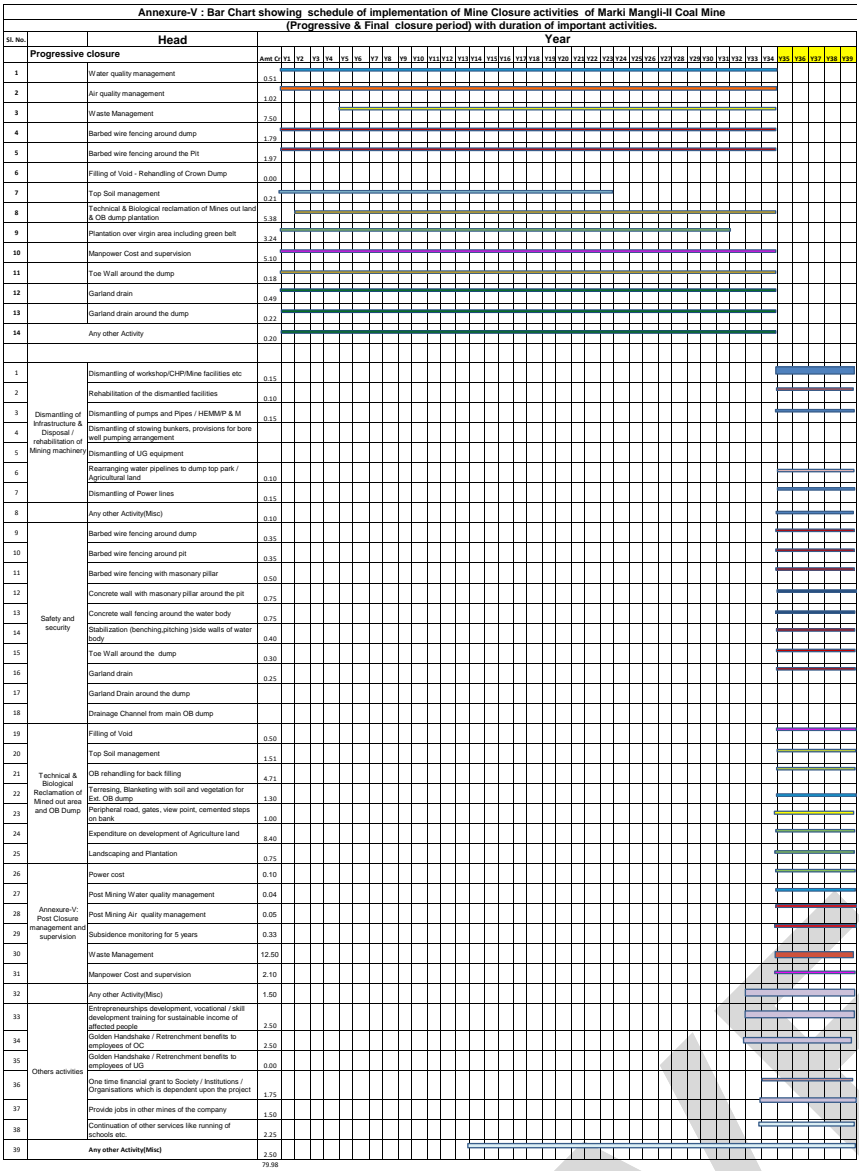 Annexure-V : Bar Chart showing schedule of implementation of Mine Closure activities of Marki Mangli-II Coal Mine
(Progressive & Final closure period) with duration of important activities.
Sl. No. Head Year
Progressive closure Amt Cr Y1 Y2 Y3 Y4 Y5 Y6 Y7 Y8 Y9 Y10 Y11 Y12 Y13 Y14 Y15 Y16 Y17 Y18 Y19 Y20 Y21 Y22 Y23 Y24 Y25 Y26 Y27 Y28 Y29 Y30 Y31 Y32 Y33 Y34 Y35 Y36 Y37 Y38 Y39
1 Water quality management 0.51
2 Air quality management 1.02
3 Waste Management 7.50
4 Barbed wire fencing around dump 1.79
5 Barbed wire fencing around the Pit 1.97
6 Filling of Void - Rehandling of Crown Dump 0.00
7 Top Soil management 0.21
8 Technical & Biological reclamation of Mines out land
& OB dump plantation 5.38
9 Plantation over virgin area including green belt 3.24
10 Manpower Cost and supervision 5.10
11 Toe Wall around the dump 0.18
12 Garland drain 0.49
13 Garland drain around the dump 0.22
14 Any other Activity 0.20
Dismantling of
Infrastructure &
Disposal /
rehabilitation of
Mining machinery
1 Dismantling of workshop/CHP/Mine facilities etc 0.15
2 Rehabilitation of the dismantled facilities 0.10
3 Dismantling of pumps and Pipes / HEMM/P & M 0.15
4 Dismantling of stowing bunkers, provisions for bore
well pumping arrangement
5 Dismantling of UG equipment
6 Rearranging water pipelines to dump top park /
Agricultural land 0.10
7 Dismantling of Power lines 0.15
8 Any other Activity(Misc) 0.10
Safety and
security
9 Barbed wire fencing around dump 0.35
10 Barbed wire fencing around pit 0.35
11 Barbed wire fencing with masonary pillar 0.50
12 Concrete wall with masonary pillar around the pit 0.75
13 Concrete wall fencing around the water body 0.75
14 Stabilization (benching,pitching )side walls of water
body 0.40
15 Toe Wall around the dump 0.30
16 Garland drain 0.25
17 Garland Drain around the dump
18 Drainage Channel from main OB dump
Technical &
Biological
Reclamation of
Mined out area
and OB Dump
19 Filling of Void 0.50
20 Top Soil management 1.51
21 OB rehandling for back filling 4.71
22 Terresing, Blanketing with soil and vegetation for
Ext. OB dump 1.30
23 Peripheral road, gates, view point, cemented steps
on bank 1.00
24 Expenditure on development of Agriculture land 8.40
25 Landscaping and Plantation 0.75
Annexure-V:
Post Closure
management and
supervision
26 Power cost 0.10
27 Post Mining Water quality management 0.04
28 Post Mining Air quality management 0.05
29 Subsidence monitoring for 5 years 0.33
30 Waste Management 12.50
31 Manpower Cost and supervision 2.10
32 Any other Activity(Misc) 1.50
Others activities
33 Entrepreneurships development, vocational / skill
development training for sustainable income of
affected people 2.50
34 Golden Handshake / Retrenchment benefits to
employees of OC 2.50
35 Golden Handshake / Retrenchment benefits to
employees of UG 0.00
36 One time financial grant to Society / Institutions /
Organisations which is dependent upon the project 1.75
37 Provide jobs in other mines of the company 1.50
38 Continuation of other services like running of
schools etc. 2.25
39 Any other Activity(Misc) 2.50
79.98